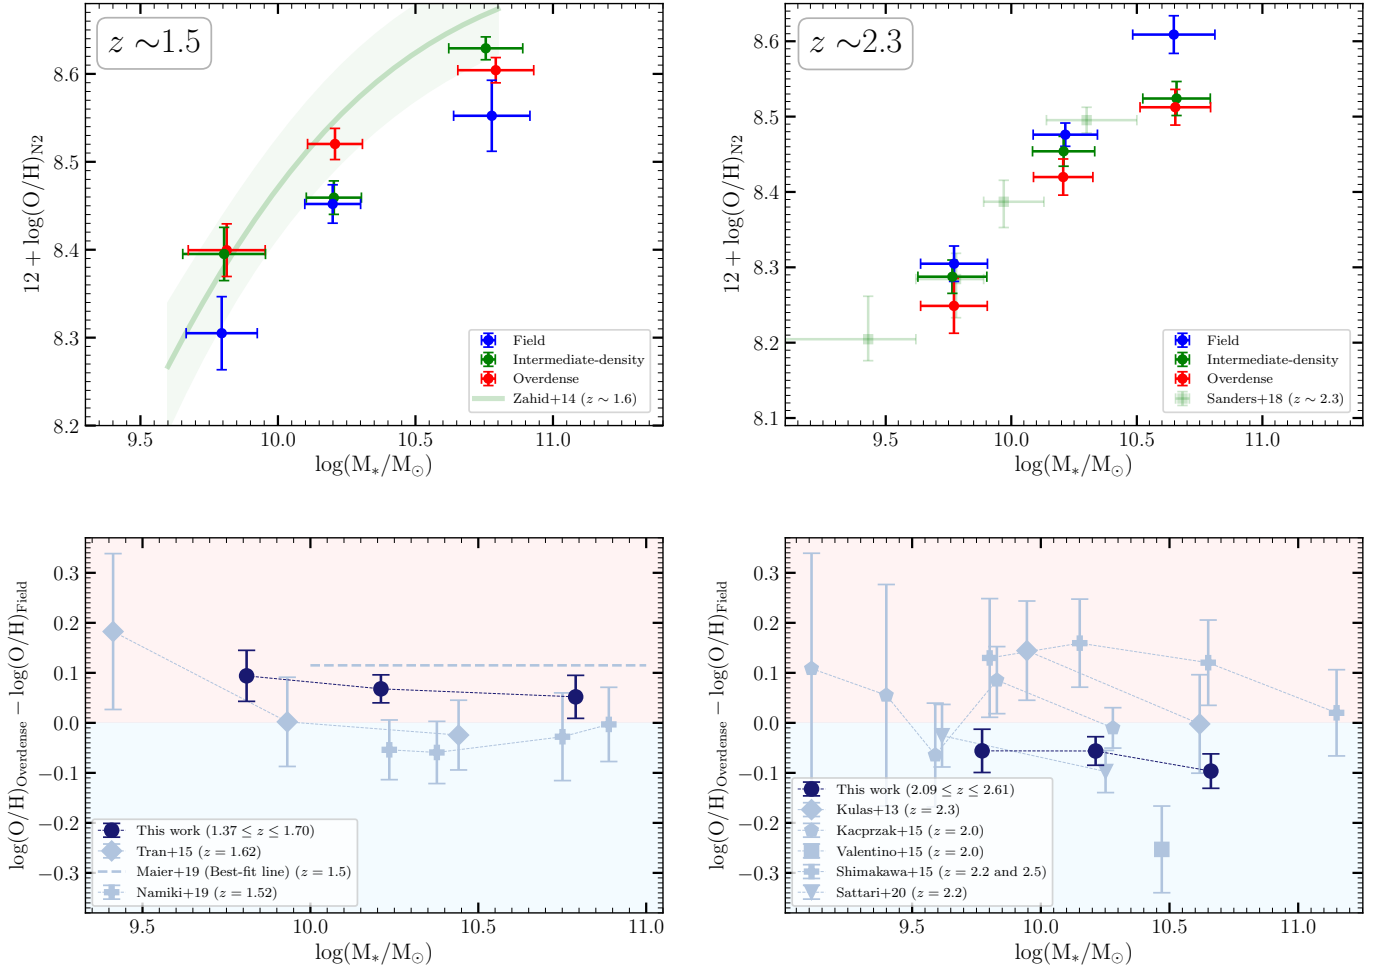 z ~1.5
12 + log(O/H)N2
8.6
8.5
8.4
8.3
8.2
9.5
10.0
10.5
11.0
log(M*/M⊙)
Field
Intermediate-density
Overdense
Zahid+14 (z ~ 1.6)
z ~2.3
12 + log(O/H)N2
8.6
8.5
8.4
8.3
8.2
8.1
9.5
10.0
10.5
11.0
log(M*/M⊙)
Field
Intermediate-density
Overdense
Sanders+18 (z ~ 2.3)
log(O/H)Overdense − log(O/H)Field
0.3
0.2
0.1
0.0
−0.1
−0.2
−0.3
9.5
10.0
10.5
11.0
log(M*/M⊙)
This work (1.37 ≤ z ≤ 1.70)
Tran+15 (z = 1.62)
Maier+19 (Best-fit line) (z = 1.5)
Namiki+19 (z = 1.52)
log(O/H)Overdense − log(O/H)Field
0.3
0.2
0.1
0.0
−0.1
−0.2
−0.3
9.5
10.0
10.5
11.0
log(M*/M⊙)
This work (2.09 ≤ z ≤ 2.61)
Kulas+13 (z = 2.3)
Kacprzak+15 (z = 2.0)
Valentino+15 (z = 2.0)
Shimakawa+15 (z = 2.2 and 2.5)
Sattari+20 (z = 2.2)